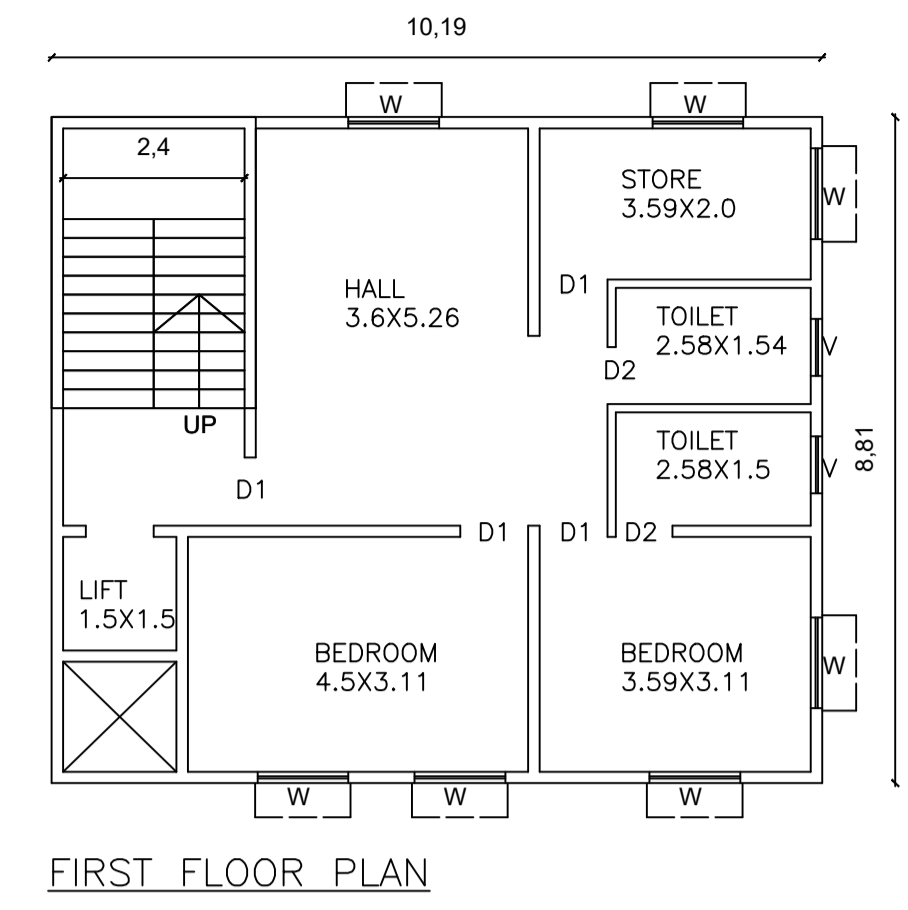 10,19
W
W
2,4
STORE
3.59X2.0
W
D1
HALL
3.6X5.26
TOILET
2.58X1.54
V
D2
UP
TOILET
2.58X1.5
V
8,81
D1
D1
D1
D2
LIFT
1.5X1.5
BEDROOM
4.5X3.11
BEDROOM
3.59X3.11
W
W
W
W
FIRST FLOOR PLAN